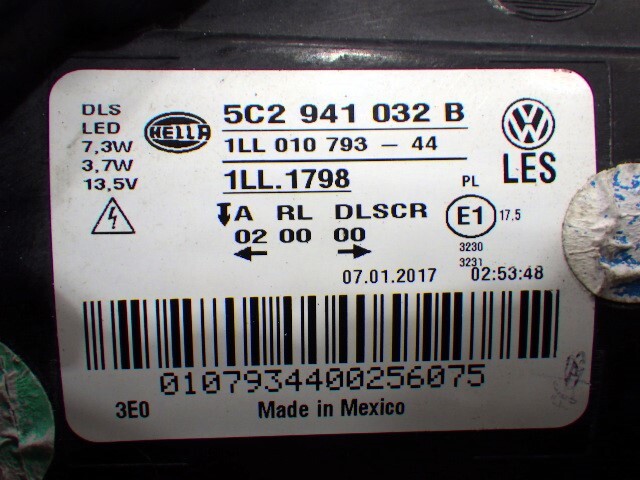 DLS
LED
7,3W
3,7W
13,5V
HELLA
5C2 941 032 B
1LL 010 793 - 44
1LL.1798
LES
PL
A RL DLSCR
02 00 00
E1
17.5
3230
3231
07.01.2017 02:53:48
0107934400256075
3E0
Made in Mexico